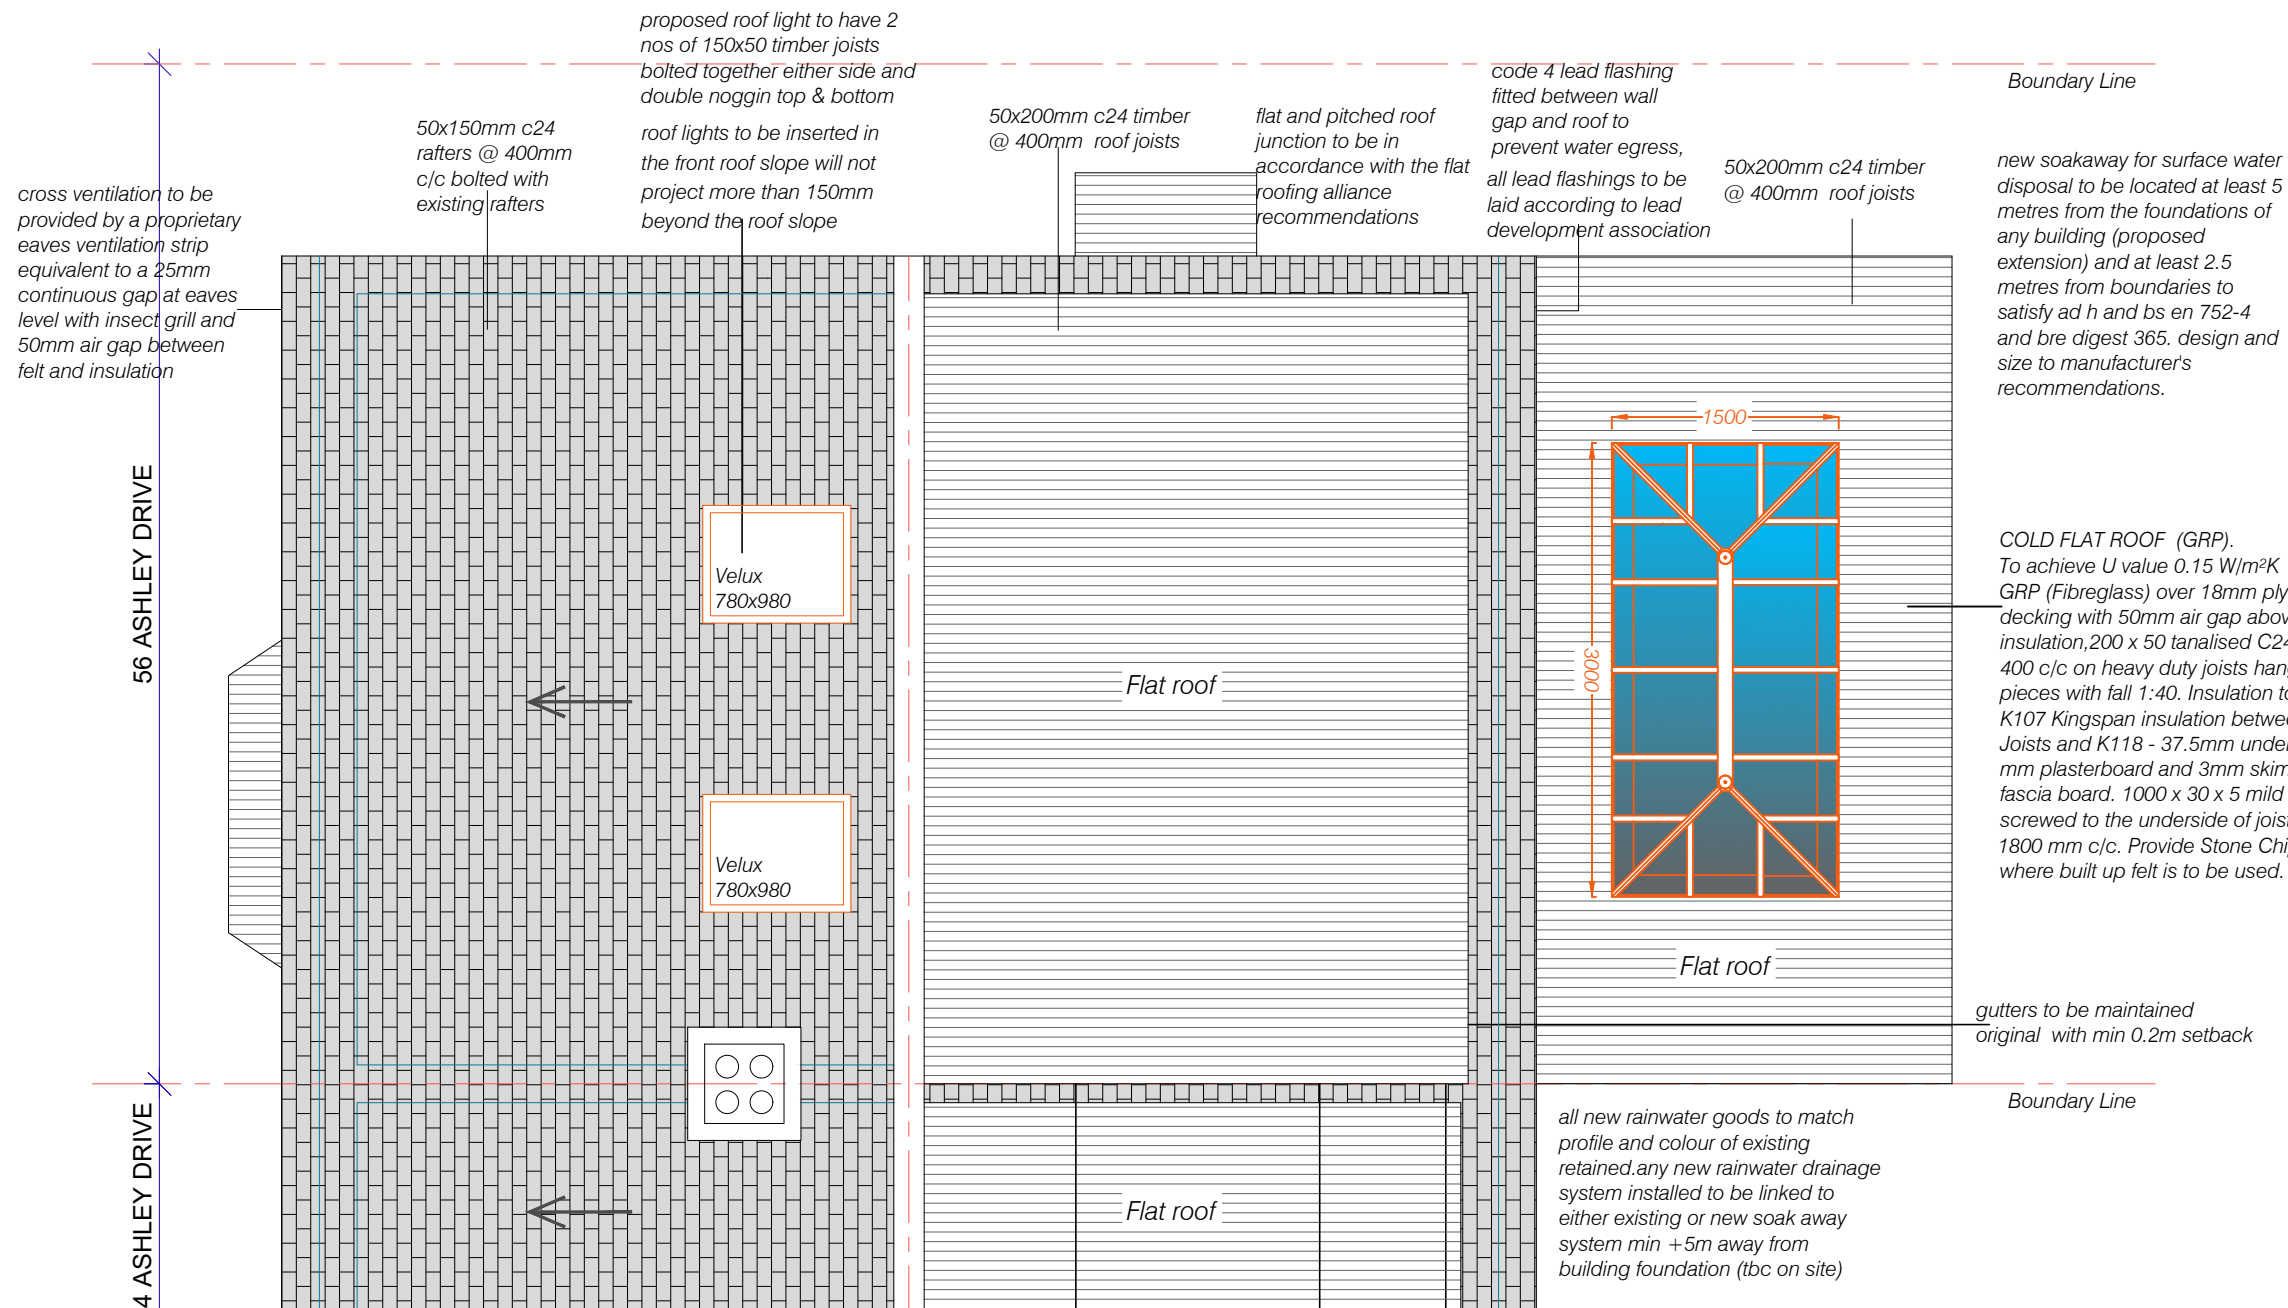 proposed roof light to have 2
nos of 150x50 timber joists
bolted together either side and
double noggin top & bottom
roof lights to be inserted in
the front roof slope will not
project more than 150mm
beyond the roof slope
50x150mm c24
rafters @ 400mm
c/c bolted with
existing rafters
cross ventilation to be
provided by a proprietary
eaves ventilation strip
equivalent to a 25mm
continuous gap at eaves
level with insect grill and
50mm air gap between
felt and insulation
50x200mm c24 timber
@ 400mm roof joists
flat and pitched roof
junction to be in
accordance with the flat
roofing alliance
recommendations
code 4 lead flashing
fitted between wall
gap and roof to
prevent water egress,
all lead flashings to be
laid according to lead
development association
50x200mm c24 timber
@ 400mm roof joists
Boundary Line
new soakaway for surface water
disposal to be located at least 5
metres from the foundations of
any building (proposed
extension) and at least 2.5
metres from boundaries to
satisfy ad h and bs en 752-4
and bre digest 365. design and
size to manufacturer's
recommendations.
1500
3000
56 ASHLEY DRIVE
Velux
780x980
Velux
780x980
Flat roof
Flat roof
COLD FLAT ROOF (GRP).
To achieve U value 0.15 W/m²K
GRP (Fibreglass) over 18mm ply
decking with 50mm air gap abov
insulation,200 x 50 tanalised C24
400 c/c on heavy duty joists han
pieces with fall 1:40. Insulation to
K107 Kingspan insulation betwe
Joists and K118 - 37.5mm under
mm plasterboard and 3mm skim
fascia board. 1000 x 30 x 5 mild
screwed to the underside of joist
1800 mm c/c. Provide Stone Chi
where built up felt is to be used.
gutters to be maintained
original with min 0.2m setback
Boundary Line
4 ASHLEY DRIVE
Flat roof
all new rainwater goods to match
profile and colour of existing
retained.any new rainwater drainage
system installed to be linked to
either existing or new soak away
system min +5m away from
building foundation (tbc on site)